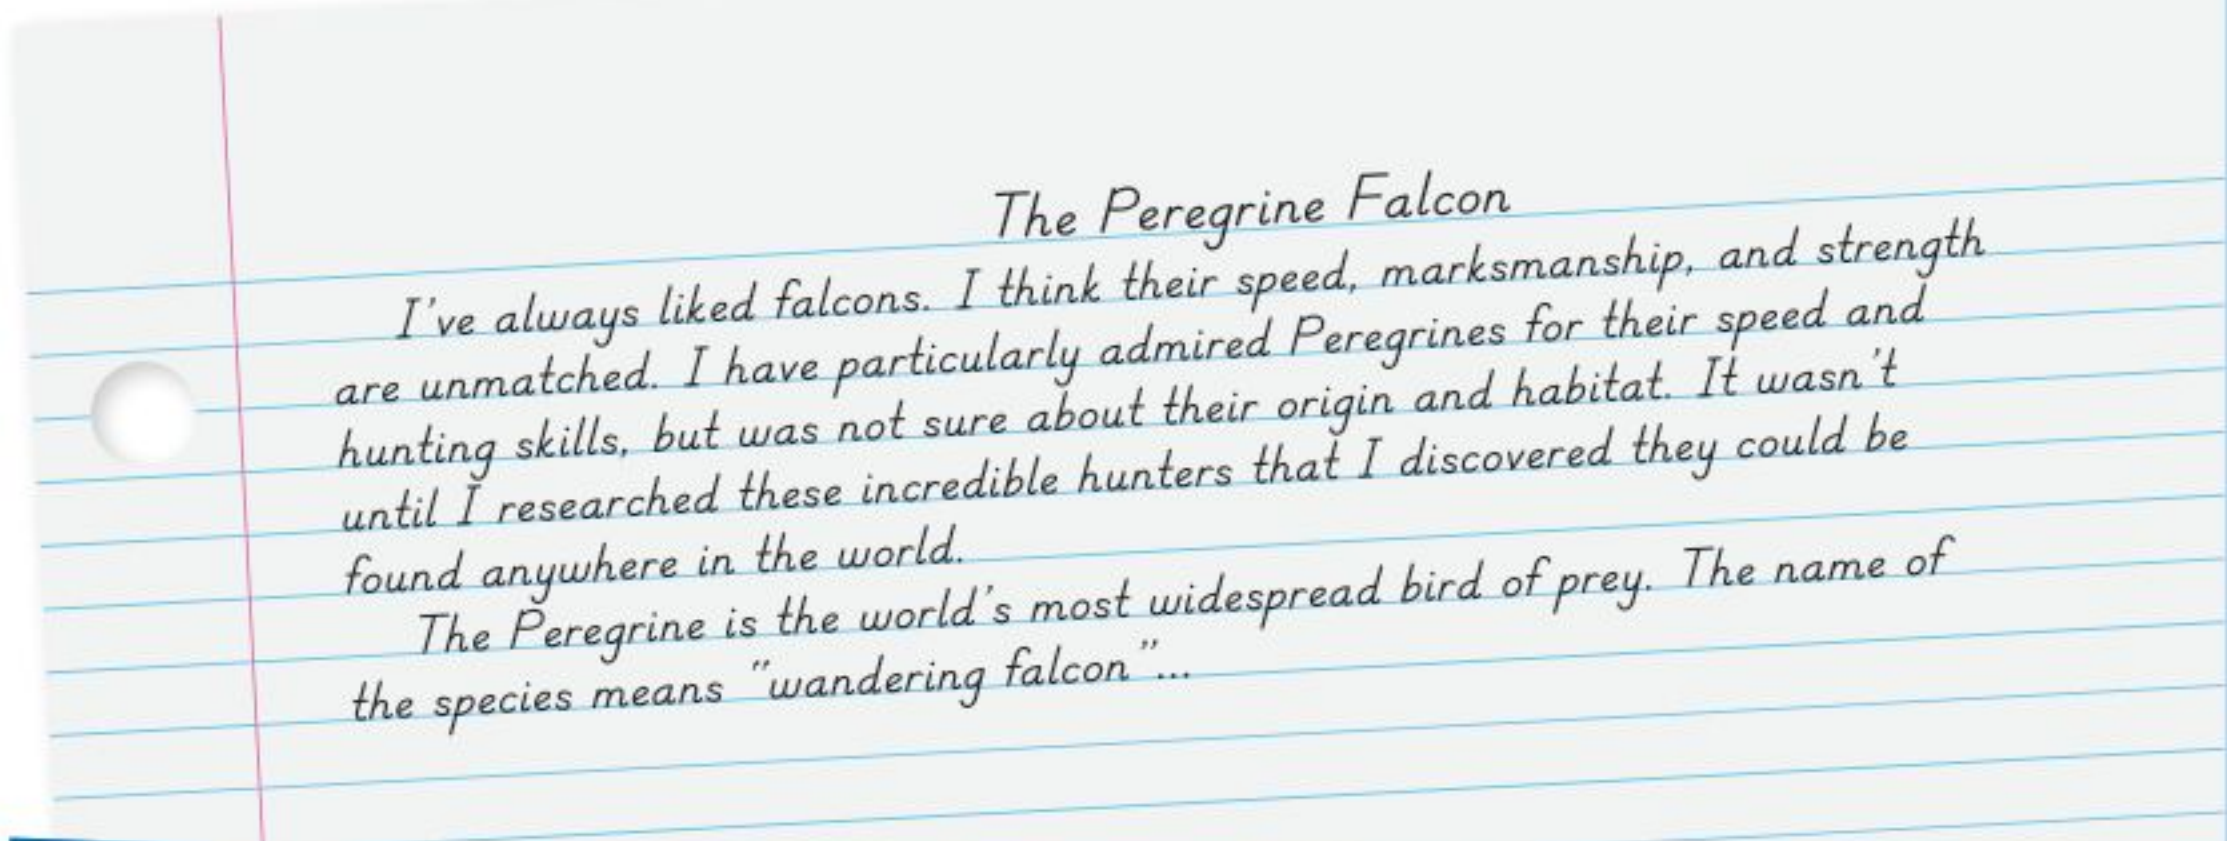 The Peregrine Falcon
I've always liked falcons. I think their speed, marksmanship, and strength
are unmatched. I have particularly admired Peregrines for their speed and
hunting skills, but was not sure about their origin and habitat. It wasn't
until I researched these incredible hunters that I discovered they could be
found anywhere in the world.
The Peregrine is the world's most widespread bird of prey. The name of
the species means "wandering falcon"...